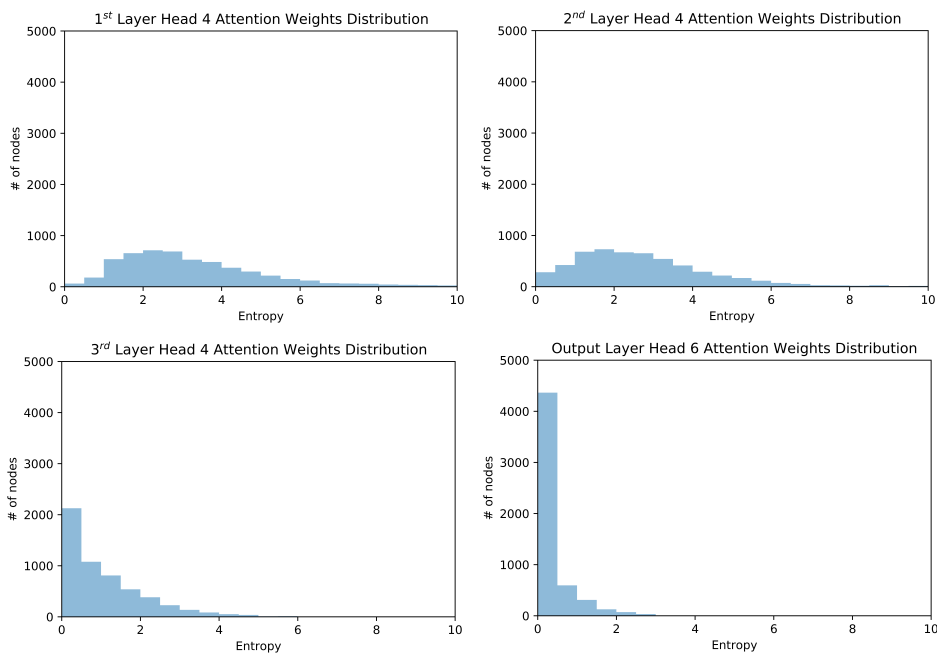 1st Layer Head 4 Attention Weights Distribution
5000
4000
3000
2000
1000
0
# of nodes
0 2 4 6 8 10
Entropy
2nd Layer Head 4 Attention Weights Distribution
5000
4000
3000
2000
1000
0
# of nodes
0 2 4 6 8 10
Entropy
3rd Layer Head 4 Attention Weights Distribution
5000
4000
3000
2000
1000
0
# of nodes
0 2 4 6 8 10
Entropy
Output Layer Head 6 Attention Weights Distribution
5000
4000
3000
2000
1000
0
# of nodes
0 2 4 6 8 10
Entropy